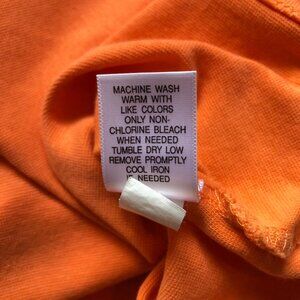 MACHINE WASH
WARM WITH
LIKE COLORS
ONLY NON-
CHLORINE BLEACH
WHEN NEEDED
TUMBLE DRY LOW
REMOVE PROMPTLY
COOL IRON
IF NEEDED